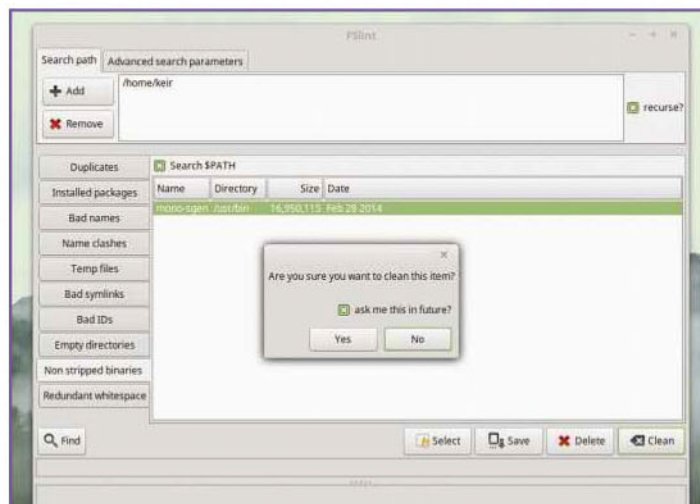 FSlint
Search path
Advanced search parameters
Add
/home/keir
recurse?
Remove
Duplicates
Search $PATH
Installed packages
Name Directory Size Date
mono-sgen /usr/bin 16,950,115 Feb 28 2014
Bad names
Name clashes
Temp files
Are you sure you want to clean this item?
Bad symlinks
ask me this in future?
Bad IDs
Yes
No
Empty directories
Non stripped binaries
Redundant whitespace
Find
Select
Save
Delete
Clean